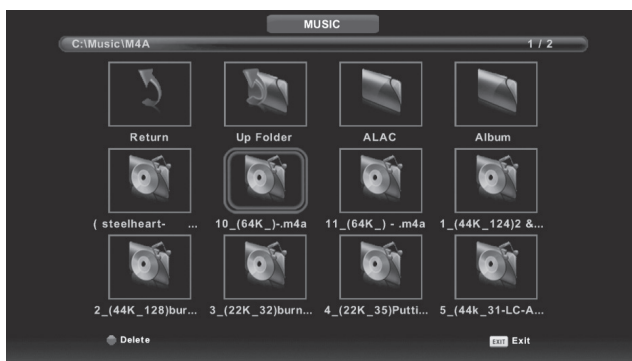 MUSIC
C:\Music\M4A 1 / 2
Return Up Folder ALAC Album
( steelheart- ... 10_(64K_)-.m4a 11_(64K_) - .m4a 1_(44K_124)2 &...
2_(44K_128)bur... 3_(22K_32)burn... 4_(22K_35)Putti... 5_(44k_31-LC-A...
Delete EXIT Exit